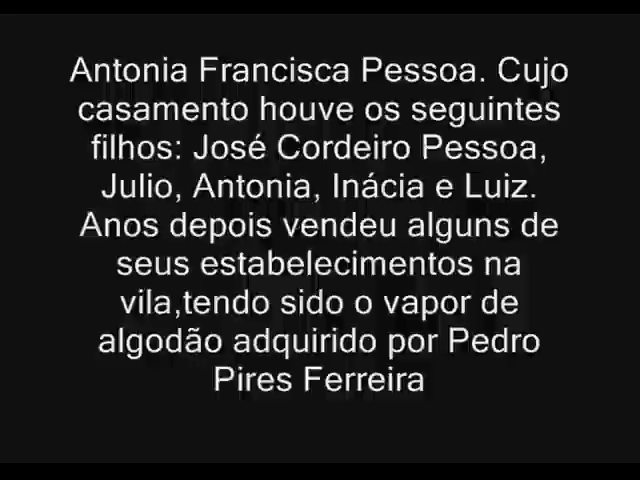 Antonia Francisca Pessoa. Cujo
casamento houve os seguintes
filhos: José Cordeiro Pessoa,
Julio, Antonia, Inácia e Luiz.
Anos depois vendeu alguns de
seus estabelecimentos na
vila,tendo sido o vapor de
algodão adquirido por Pedro
Pires Ferreira